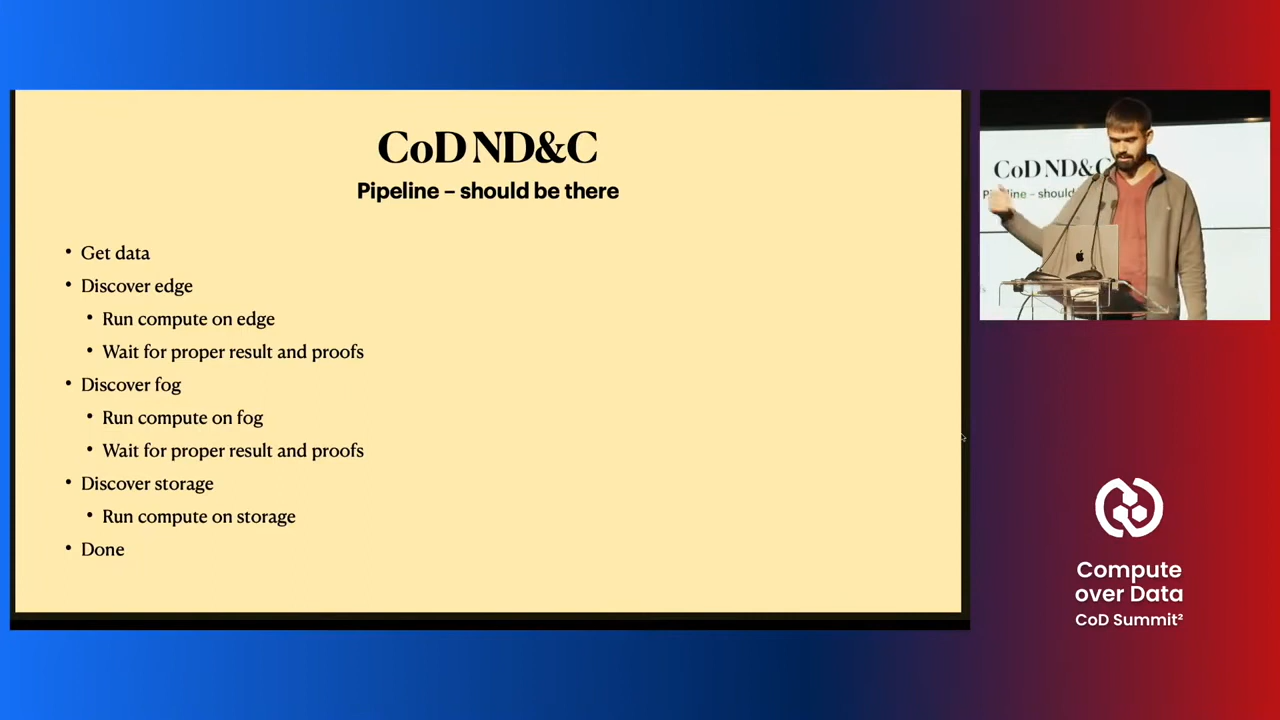 CoD ND&C
Pipeline – should be there
• Get data
• Discover edge
• Run compute on edge
• Wait for proper result and proofs
• Discover fog
• Run compute on fog
• Wait for proper result and proofs
• Discover storage
• Run compute on storage
• Done
CoD ND&C
Compute
over Data
CoD Summit²